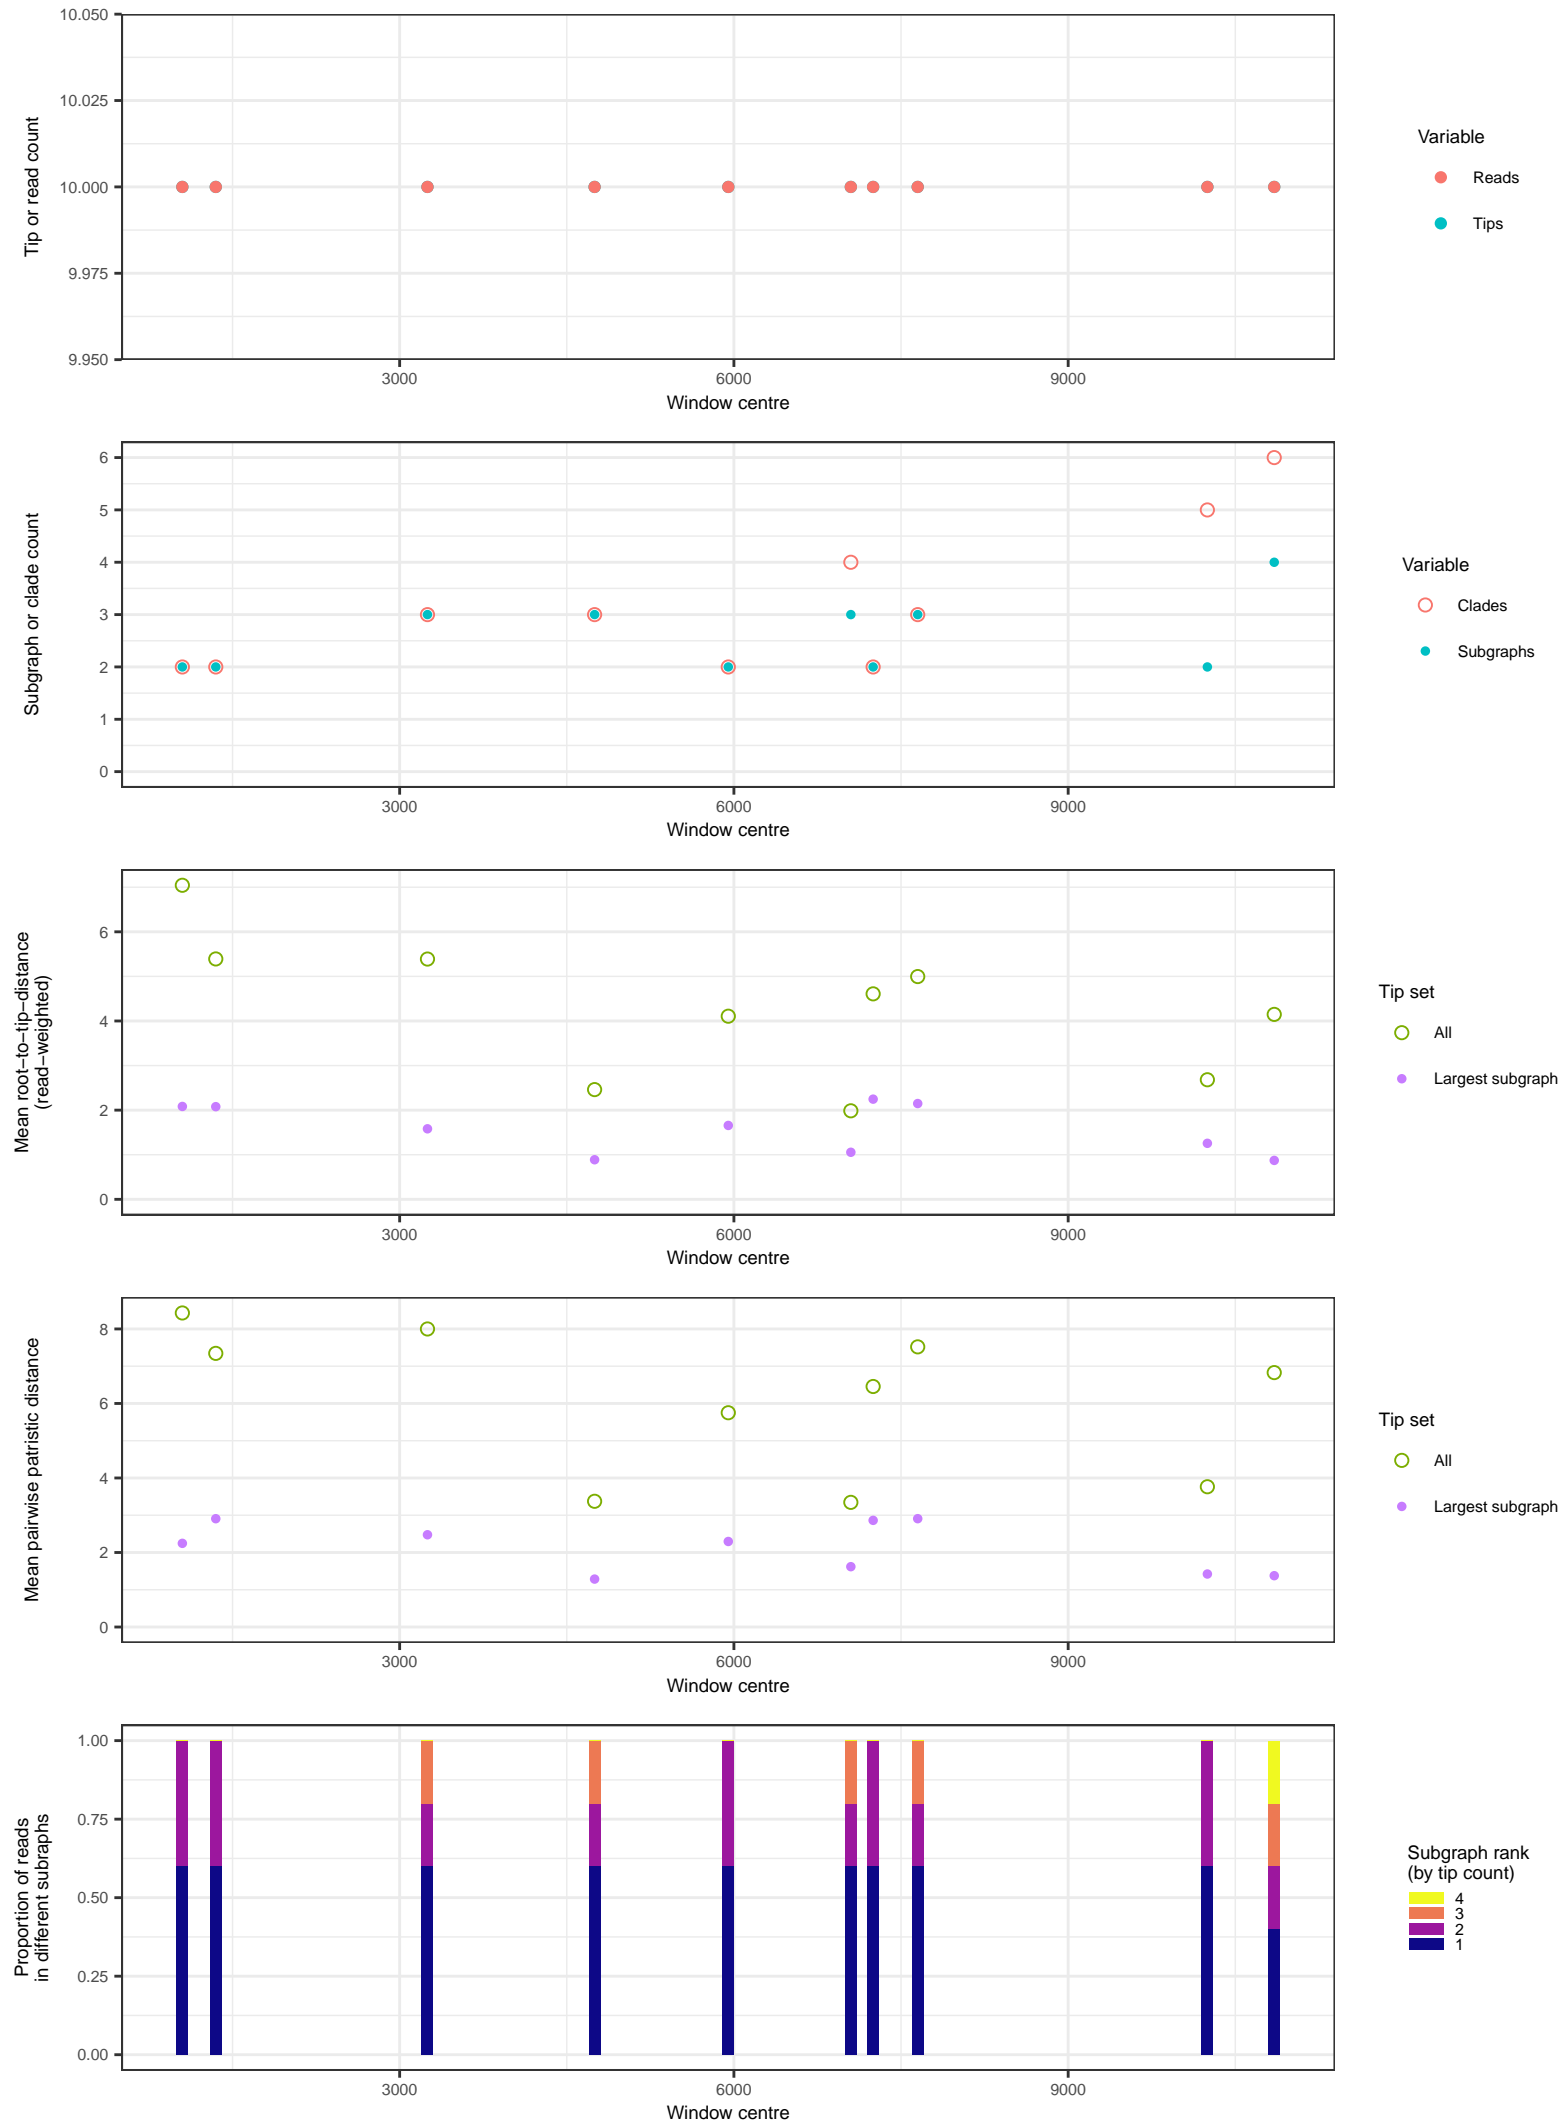 10.050
10.025
10.000
9.975
9.950
Tip or read count
3000 6000 9000
Window centre
Variable
Reads
Tips
6
5
4
3
2
1
0
Subgraph or clade count
3000 6000 9000
Window centre
Variable
Clades
Subgraphs
6
4
2
0
Mean root−to−tip−distance
(read−weighted)
3000 6000 9000
Window centre
Tip set
All
Largest subgraph
8
6
4
2
0
Mean pairwise patristic distance
3000 6000 9000
Window centre
Tip set
All
Largest subgraph
1.00
0.75
0.50
0.25
0.00
Proportion of reads
in different subraphs
3000 6000 9000
Window centre
Subgraph rank
(by tip count)
4
3
2
1